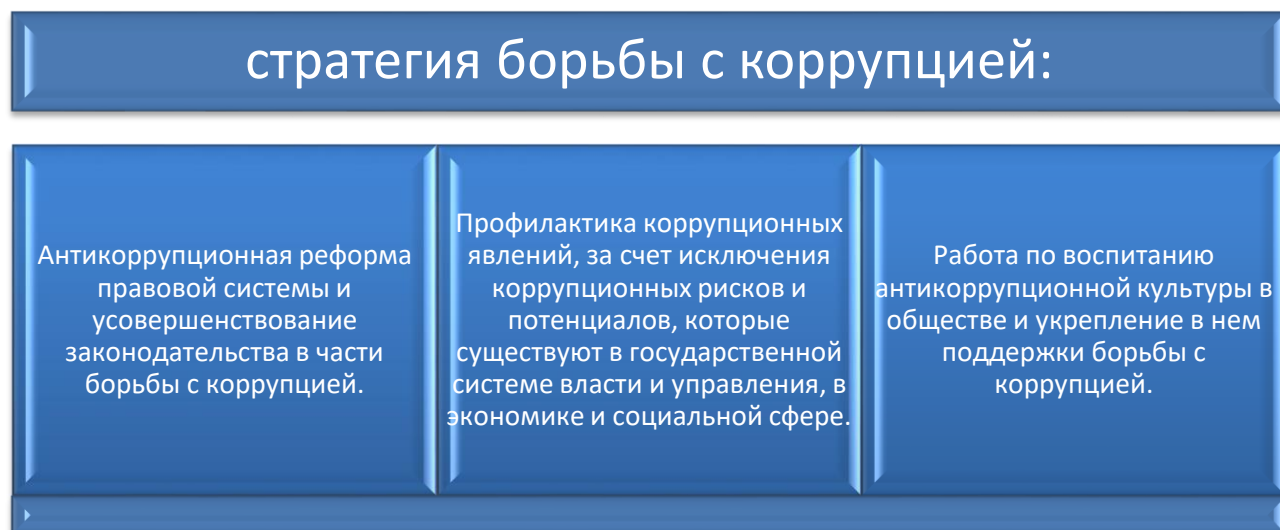 стратегия борьбы с коррупцией:
Антикоррупционная реформа
правовой системы и
усовершенствование
законодательства в части
борьбы с коррупцией.
Профилактика коррупционных
явлений, за счет исключения
коррупционных рисков и
потенциалов, которые
существуют в государственной
системе власти и управления, в
экономике и социальной сфере.
Работа по воспитанию
антикоррупционной культуры в
обществе и укрепление в нем
поддержки борьбы с
коррупцией.